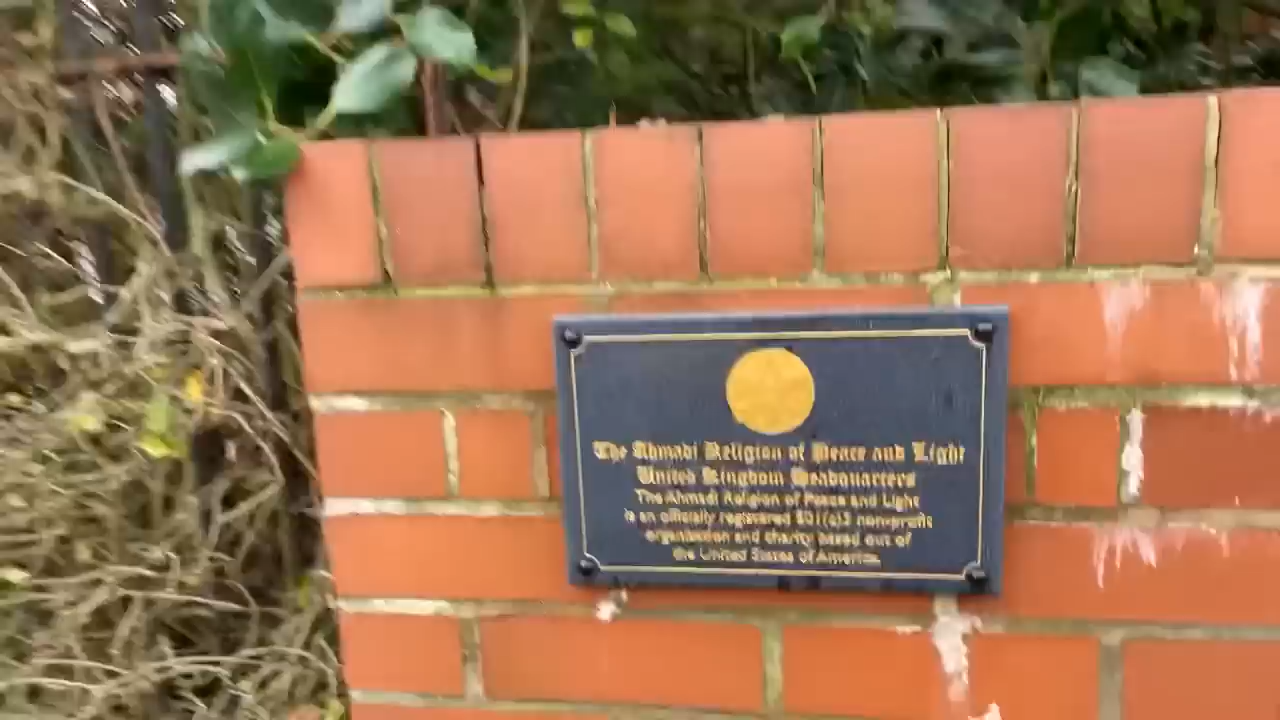 The Ahmadi Religion of Peace and Light
United Kingdom Headquarters
The Ahmadi Religion of Peace and Light
is an officially registered 501(c)3 non-profit
organisation and charity based out of
the United States of America.